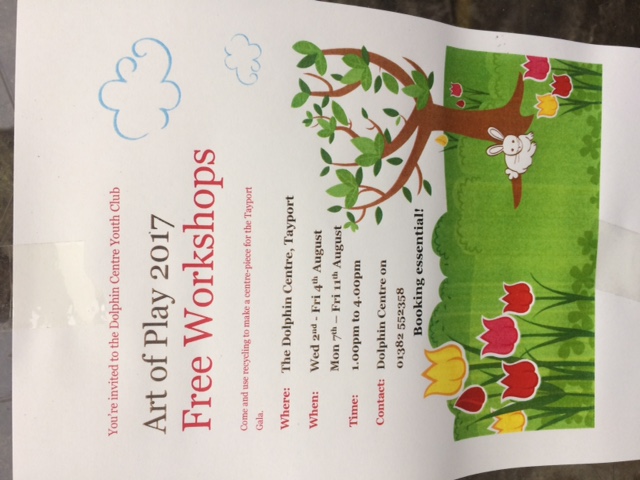 You're invited to the Dolphin Centre Youth Club
Art of Play 2017
Free Workshops
Come and use recycling to make a centre-piece for the Tayport
Gala.
Where: The Dolphin Centre, Tayport
When: Wed 2nd - Fri 4th August
Mon 7th – Fri 11th August
Time: 1.00pm to 4.00pm
Contact: Dolphin Centre on
01382 552358
Booking essential!